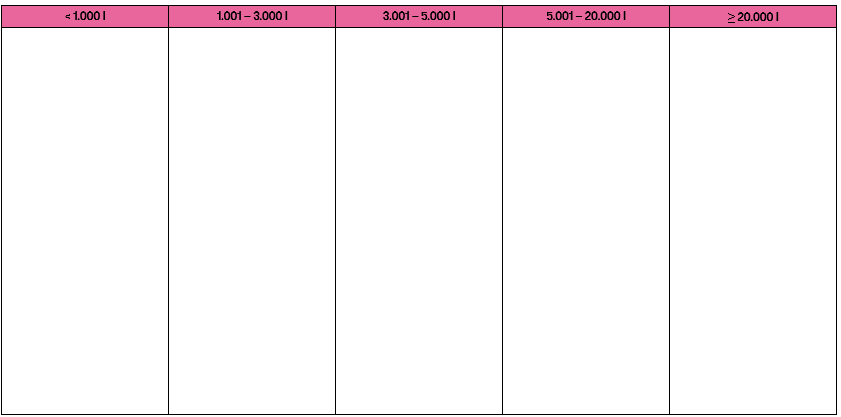 < 1.000 l
1.001 – 3.000 l
3.001 – 5.000 l
5.001 – 20.000 l
≥ 20.000 l